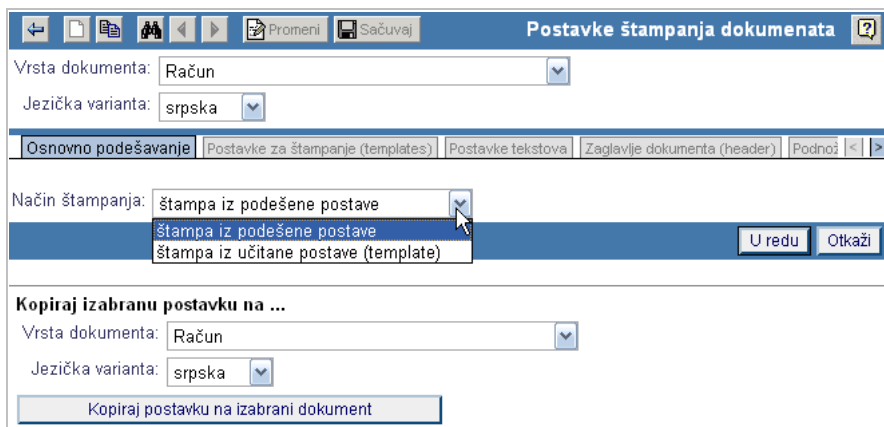 Promeni Sačuvaj Postavke štampanja dokumenata
Vrsta dokumenta: Račun
Jezička varianta: srpska
Osnovno podešavanje Postavke za štampanje (templates) Postavke tekstova Zaglavlje dokumenta (header) Podnož
Način štampanja: štampa iz podešene postave
štampa iz podešene postave
štampa iz učitane postave (template)
U redu Otkaži
Kopiraj izabranu postavku na ...
Vrsta dokumenta: Račun
Jezička varianta: srpska
Kopiraj postavku na izabrani dokument